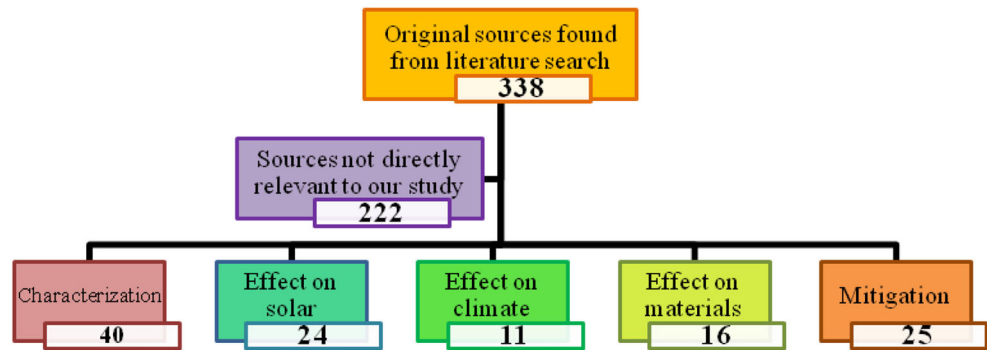 Original sources found
from literature search
338
Sources not directly
relevant to our study
222
Characterization
40
Effect on
solar
24
Effect on
climate
11
Effect on
materials
16
Mitigation
25